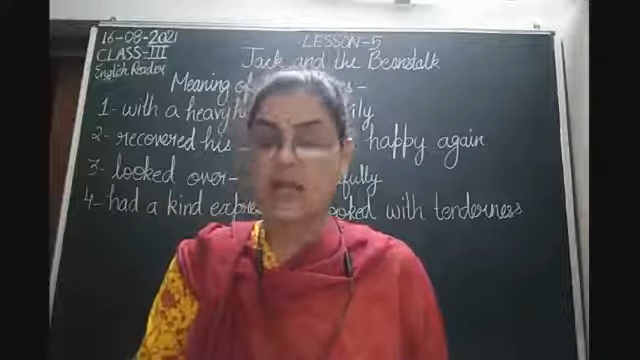 16-08-2021
CLASS-III
English Reader
LESSON-5
Jack and the Beanstalk
Meaning of
1- with a heavy
2- recovered his happy again
3- looked over-
4- had a kind looked with tenderness